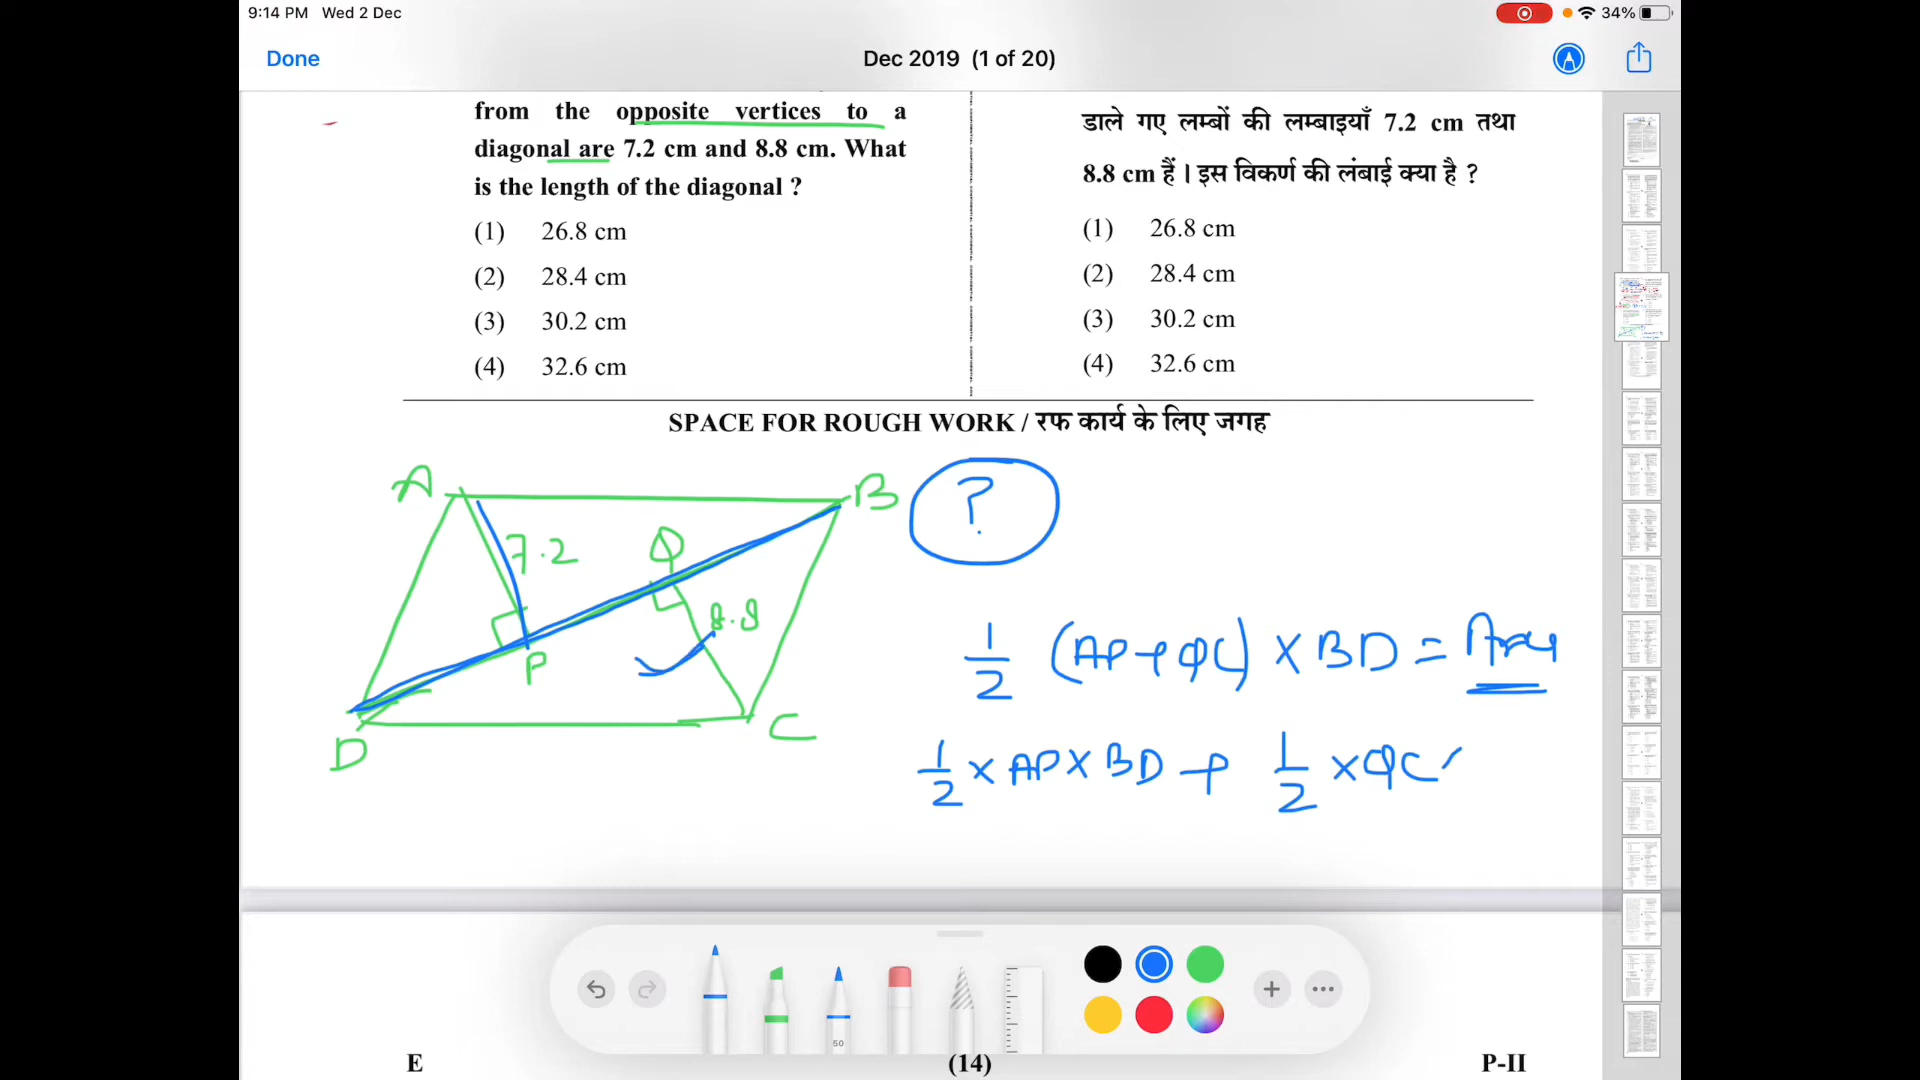 9:14 PM Wed 2 Dec
34%
Done
Dec 2019 (1 of 20)
from the opposite vertices to a
diagonal are 7.2 cm and 8.8 cm. What
is the length of the diagonal ?
(1) 26.8 cm
(2) 28.4 cm
(3) 30.2 cm
(4) 32.6 cm
डाले गए लम्बों की लम्बाइयाँ 7.2 cm तथा
8.8 cm हैं । इस विकर्ण की लंबाई क्या है ?
(1) 26.8 cm
(2) 28.4 cm
(3) 30.2 cm
(4) 32.6 cm
SPACE FOR ROUGH WORK / रफ कार्य के लिए जगह
A
B
?
7.2
Q
8.8
P
C
D
1/2 (AP+QC) × BD = Area
1/2 × AP × BD + 1/2 × QC
50
E
(14)
P-II